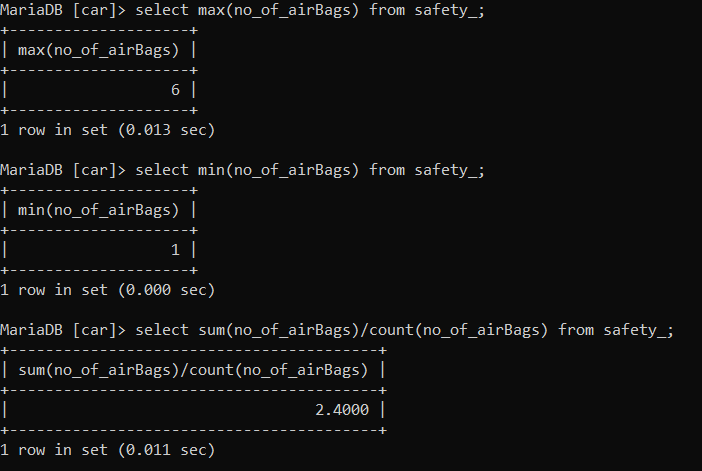 MariaDB [car]> select max(no_of_airBags) from safety_;
+-------------------+
| max(no_of_airBags) |
+-------------------+
|                 6 |
+-------------------+
1 row in set (0.013 sec)
MariaDB [car]> select min(no_of_airBags) from safety_;
+-------------------+
| min(no_of_airBags) |
+-------------------+
|                 1 |
+-------------------+
1 row in set (0.000 sec)
MariaDB [car]> select sum(no_of_airBags)/count(no_of_airBags) from safety_;
+-----------------------------------------+
| sum(no_of_airBags)/count(no_of_airBags) |
+-----------------------------------------+
|                                  2.4000 |
+-----------------------------------------+
1 row in set (0.011 sec)